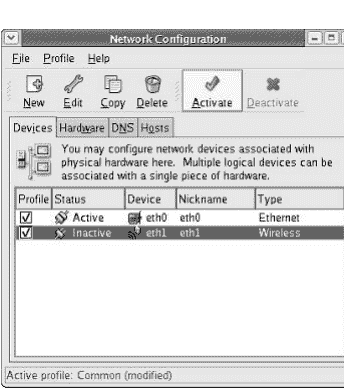 Network Configuration
File Profile Help
New Edit Copy Delete Activate Deactivate
Devices Hardware DNS Hosts
You may configure network devices associated with
physical hardware here. Multiple logical devices can be
associated with a single piece of hardware.
Profile Status Device Nickname Type
Active eth0 eth0 Ethernet
Inactive eth1 eth1 Wireless
Active profile: Common (modified)